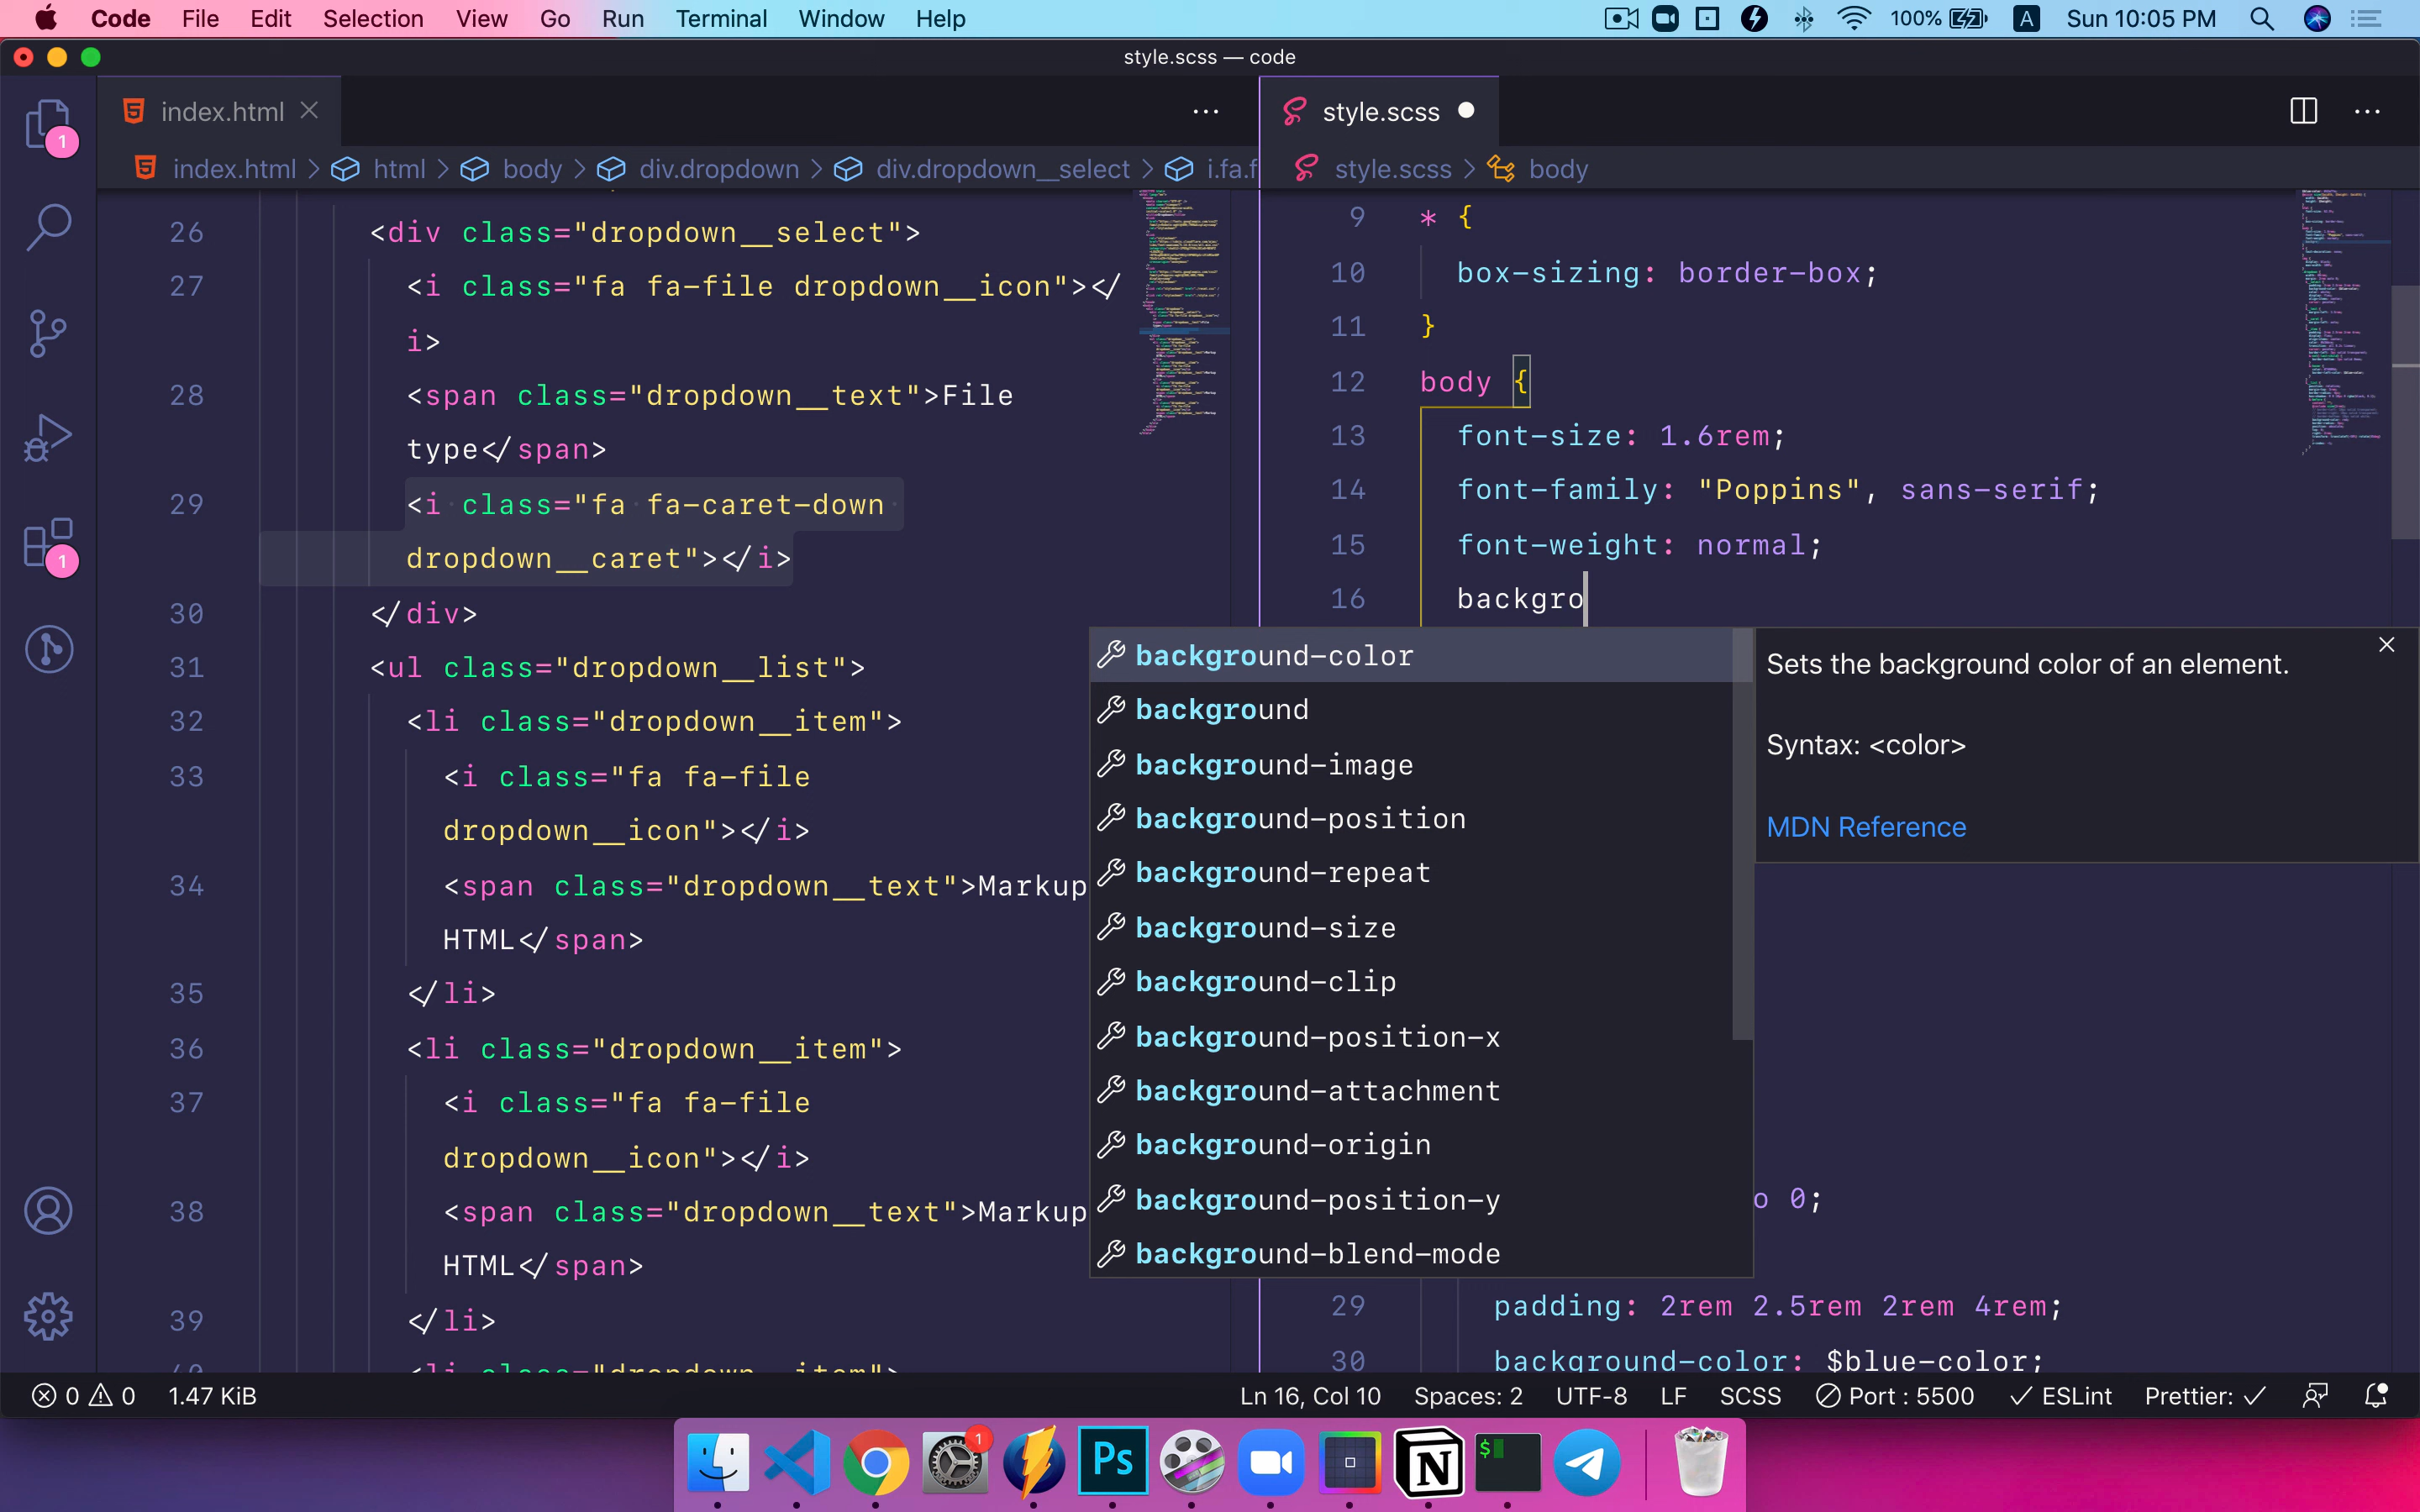 Code File Edit Selection View Go Run Terminal Window Help 100% A Sun 10:05 PM
style.scss — code
index.html
style.scss
1
index.html > html > body > div.dropdown > div.dropdown__select > i.fa.f
style.scss > body
26 <div class="dropdown__select">
27 <i class="fa fa-file dropdown__icon"></
i>
28 <span class="dropdown__text">File
type</span>
29 <i class="fa fa-caret-down
dropdown__caret"></i>
1
30 </div>
31 <ul class="dropdown__list">
32 <li class="dropdown__item">
33 <i class="fa fa-file
dropdown__icon"></i>
34 <span class="dropdown__text">Markup
HTML</span>
35 </li>
36 <li class="dropdown__item">
37 <i class="fa fa-file
dropdown__icon"></i>
38 <span class="dropdown__text">Markup
HTML</span>
39 </li>
40 <li class="dropdown__item">
9 * {
10 box-sizing: border-box;
11 }
12 body {
13 font-size: 1.6rem;
14 font-family: "Poppins", sans-serif;
15 font-weight: normal;
16 backgro
background-color
background
background-image
background-position
background-repeat
background-size
background-clip
background-position-x
background-attachment
background-origin
background-position-y
background-blend-mode
Sets the background color of an element.
Syntax: <color>
MDN Reference
o 0;
29 padding: 2rem 2.5rem 2rem 4rem;
30 background-color: $blue-color;
0 0 1.47 KiB Ln 16, Col 10 Spaces: 2 UTF-8 LF SCSS Port : 5500 ESLint Prettier:
1
Ps
N
$